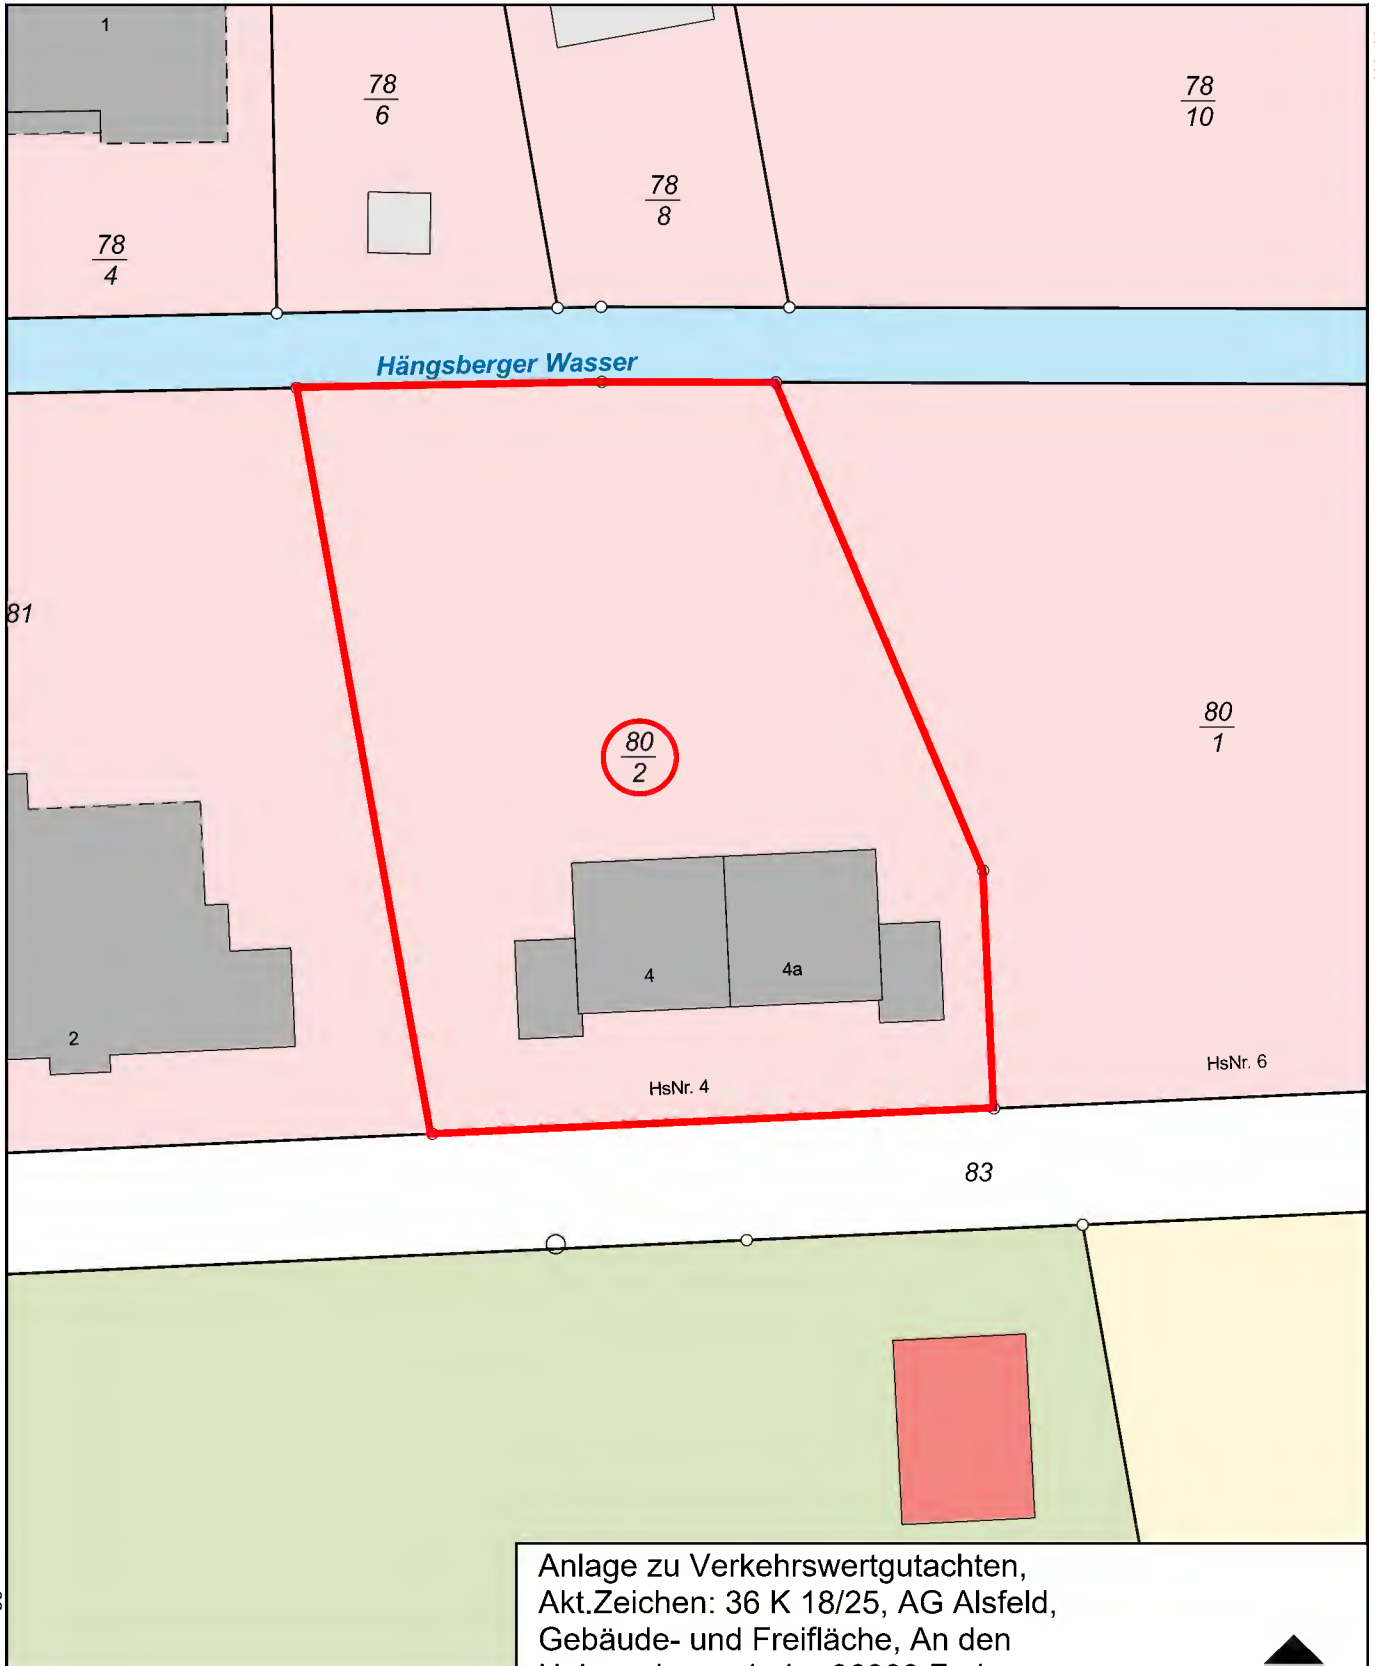 1
78
6
78
10
78
8
78
4
Hängsberger Wasser
81
80
1
80
2
4
4a
2
HsNr. 6
HsNr. 4
83
Anlage zu Verkehrswertgutachten,
Akt.Zeichen: 36 K 18/25, AG Alsfeld,
Gebäude- und Freifläche, An den